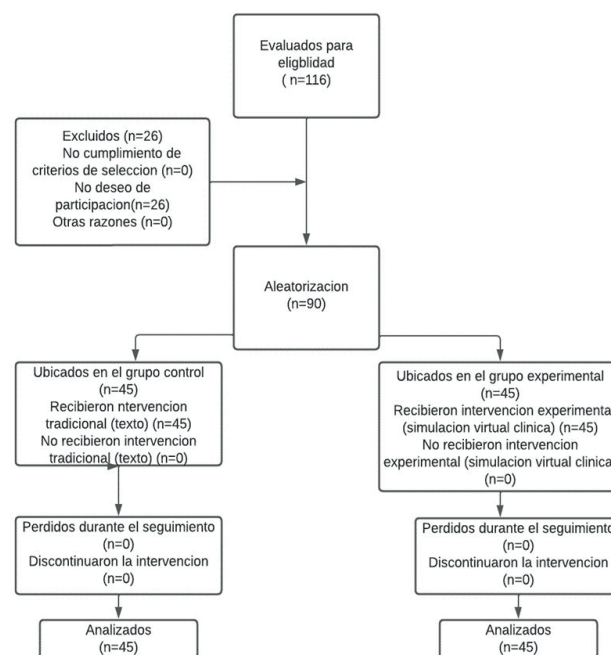 Evaluados para
eligblidad
( n=116)
Excluidos (n=26)
No cumplimiento de
criterios de seleccion (n=0)
No deseo de
participacion(n=26)
Otras razones (n=0)
Aleatorizacion
(n=90)
Ubicados en el grupo control
(n=45)
Recibieron ntervencion
tradicional (texto) (n=45)
No recibieron intervencion
tradicional (texto) (n=0)
Ubicados en el grupo experimental
(n=45)
Recibieron intervencion experimenta
(simulacion virtual clinica) (n=45)
No recibieron intervencion
experimental (simulacion virtual clinica
(n=0)
Perdidos durante el seguimiento
(n=0)
Discontinuaron la intervencion
(n=0)
Perdidos durante el seguimiento
(n=0)
Discontinuaron la intervencion
(n=0)
Analizados
(n=45)
Analizados
(n=45)